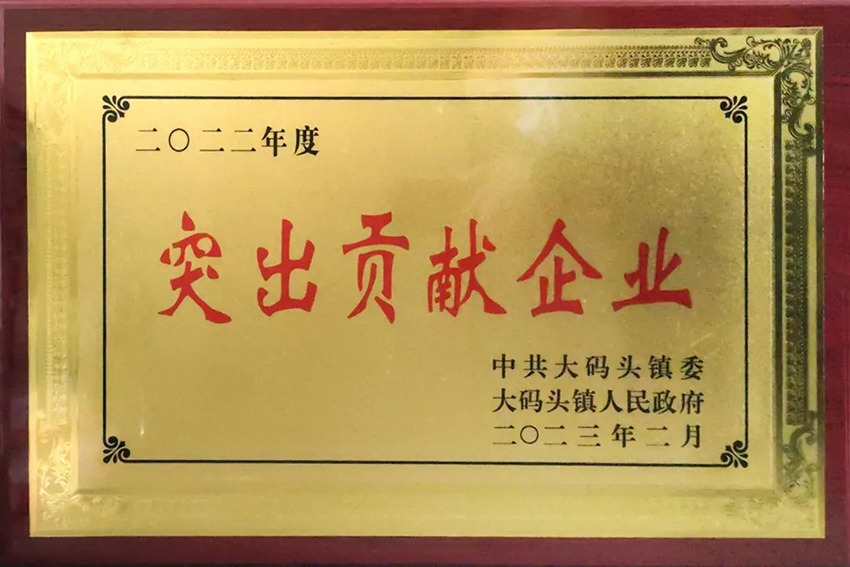 二〇二二年度
突出贡献企业
中共大码头镇委
大码头镇人民政府
二〇二三年二月